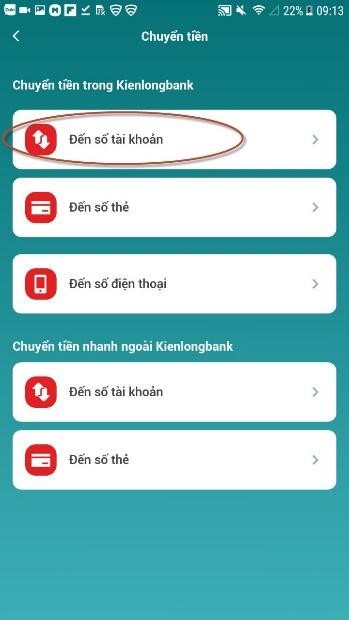 22% 09:13
Chuyển tiền
Chuyển tiền trong Kienlongbank
Đến số tài khoản
Đến số thẻ
Đến số điện thoại
Chuyển tiền nhanh ngoài Kienlongbank
Đến số tài khoản
Đến số thẻ